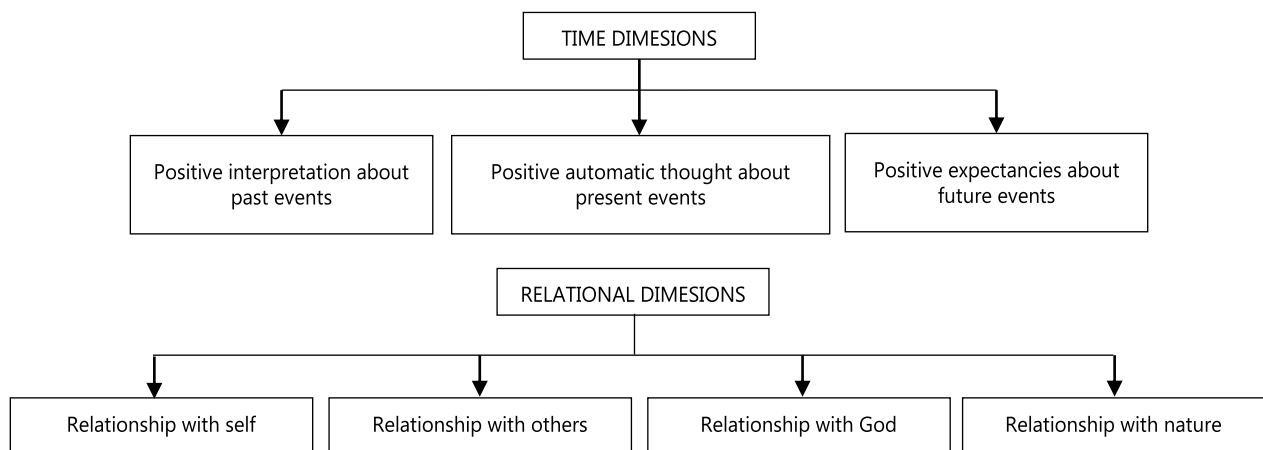 TIME DIMESIONS
Positive interpretation about
past events
Positive automatic thought about
present events
Positive expectancies about
future events
RELATIONAL DIMESIONS
Relationship with self
Relationship with others
Relationship with God
Relationship with nature